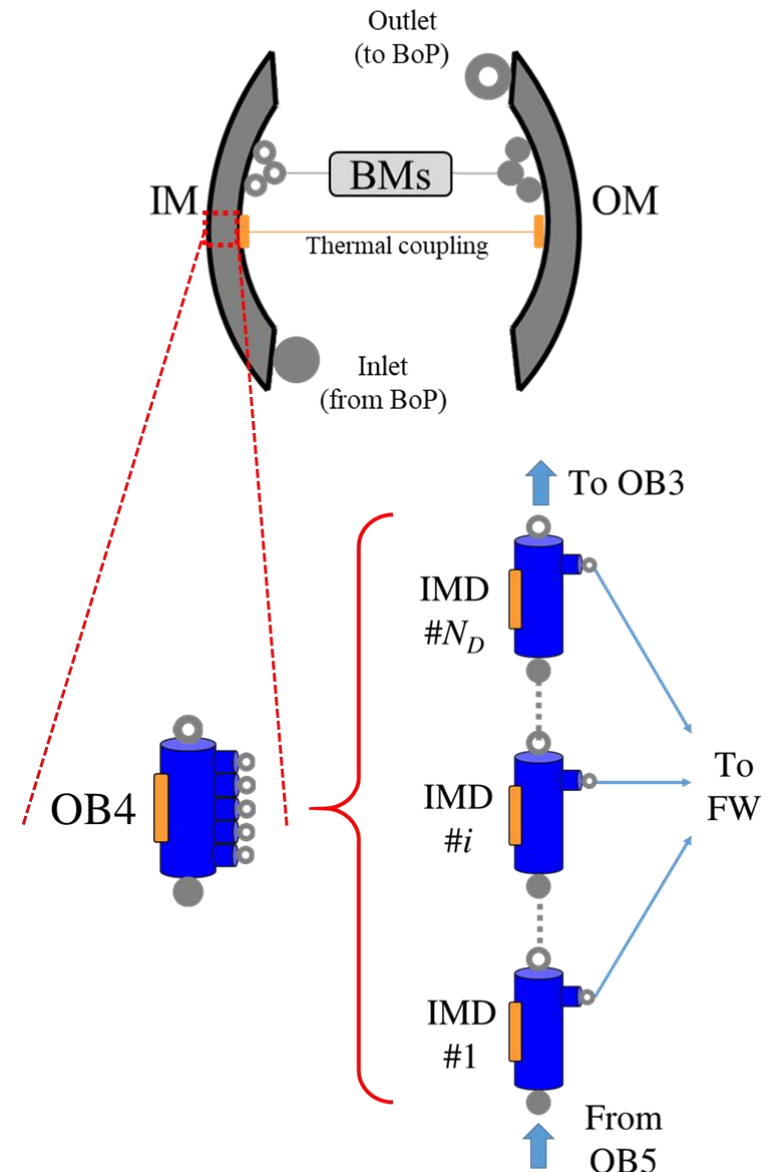 Outlet
(to BoP)
IM
BMs
OM
Thermal coupling
Inlet
(from BoP)
To OB3
IMD
#N_D
OB4
IMD
#i
To
FW
IMD
#1
From
OB5